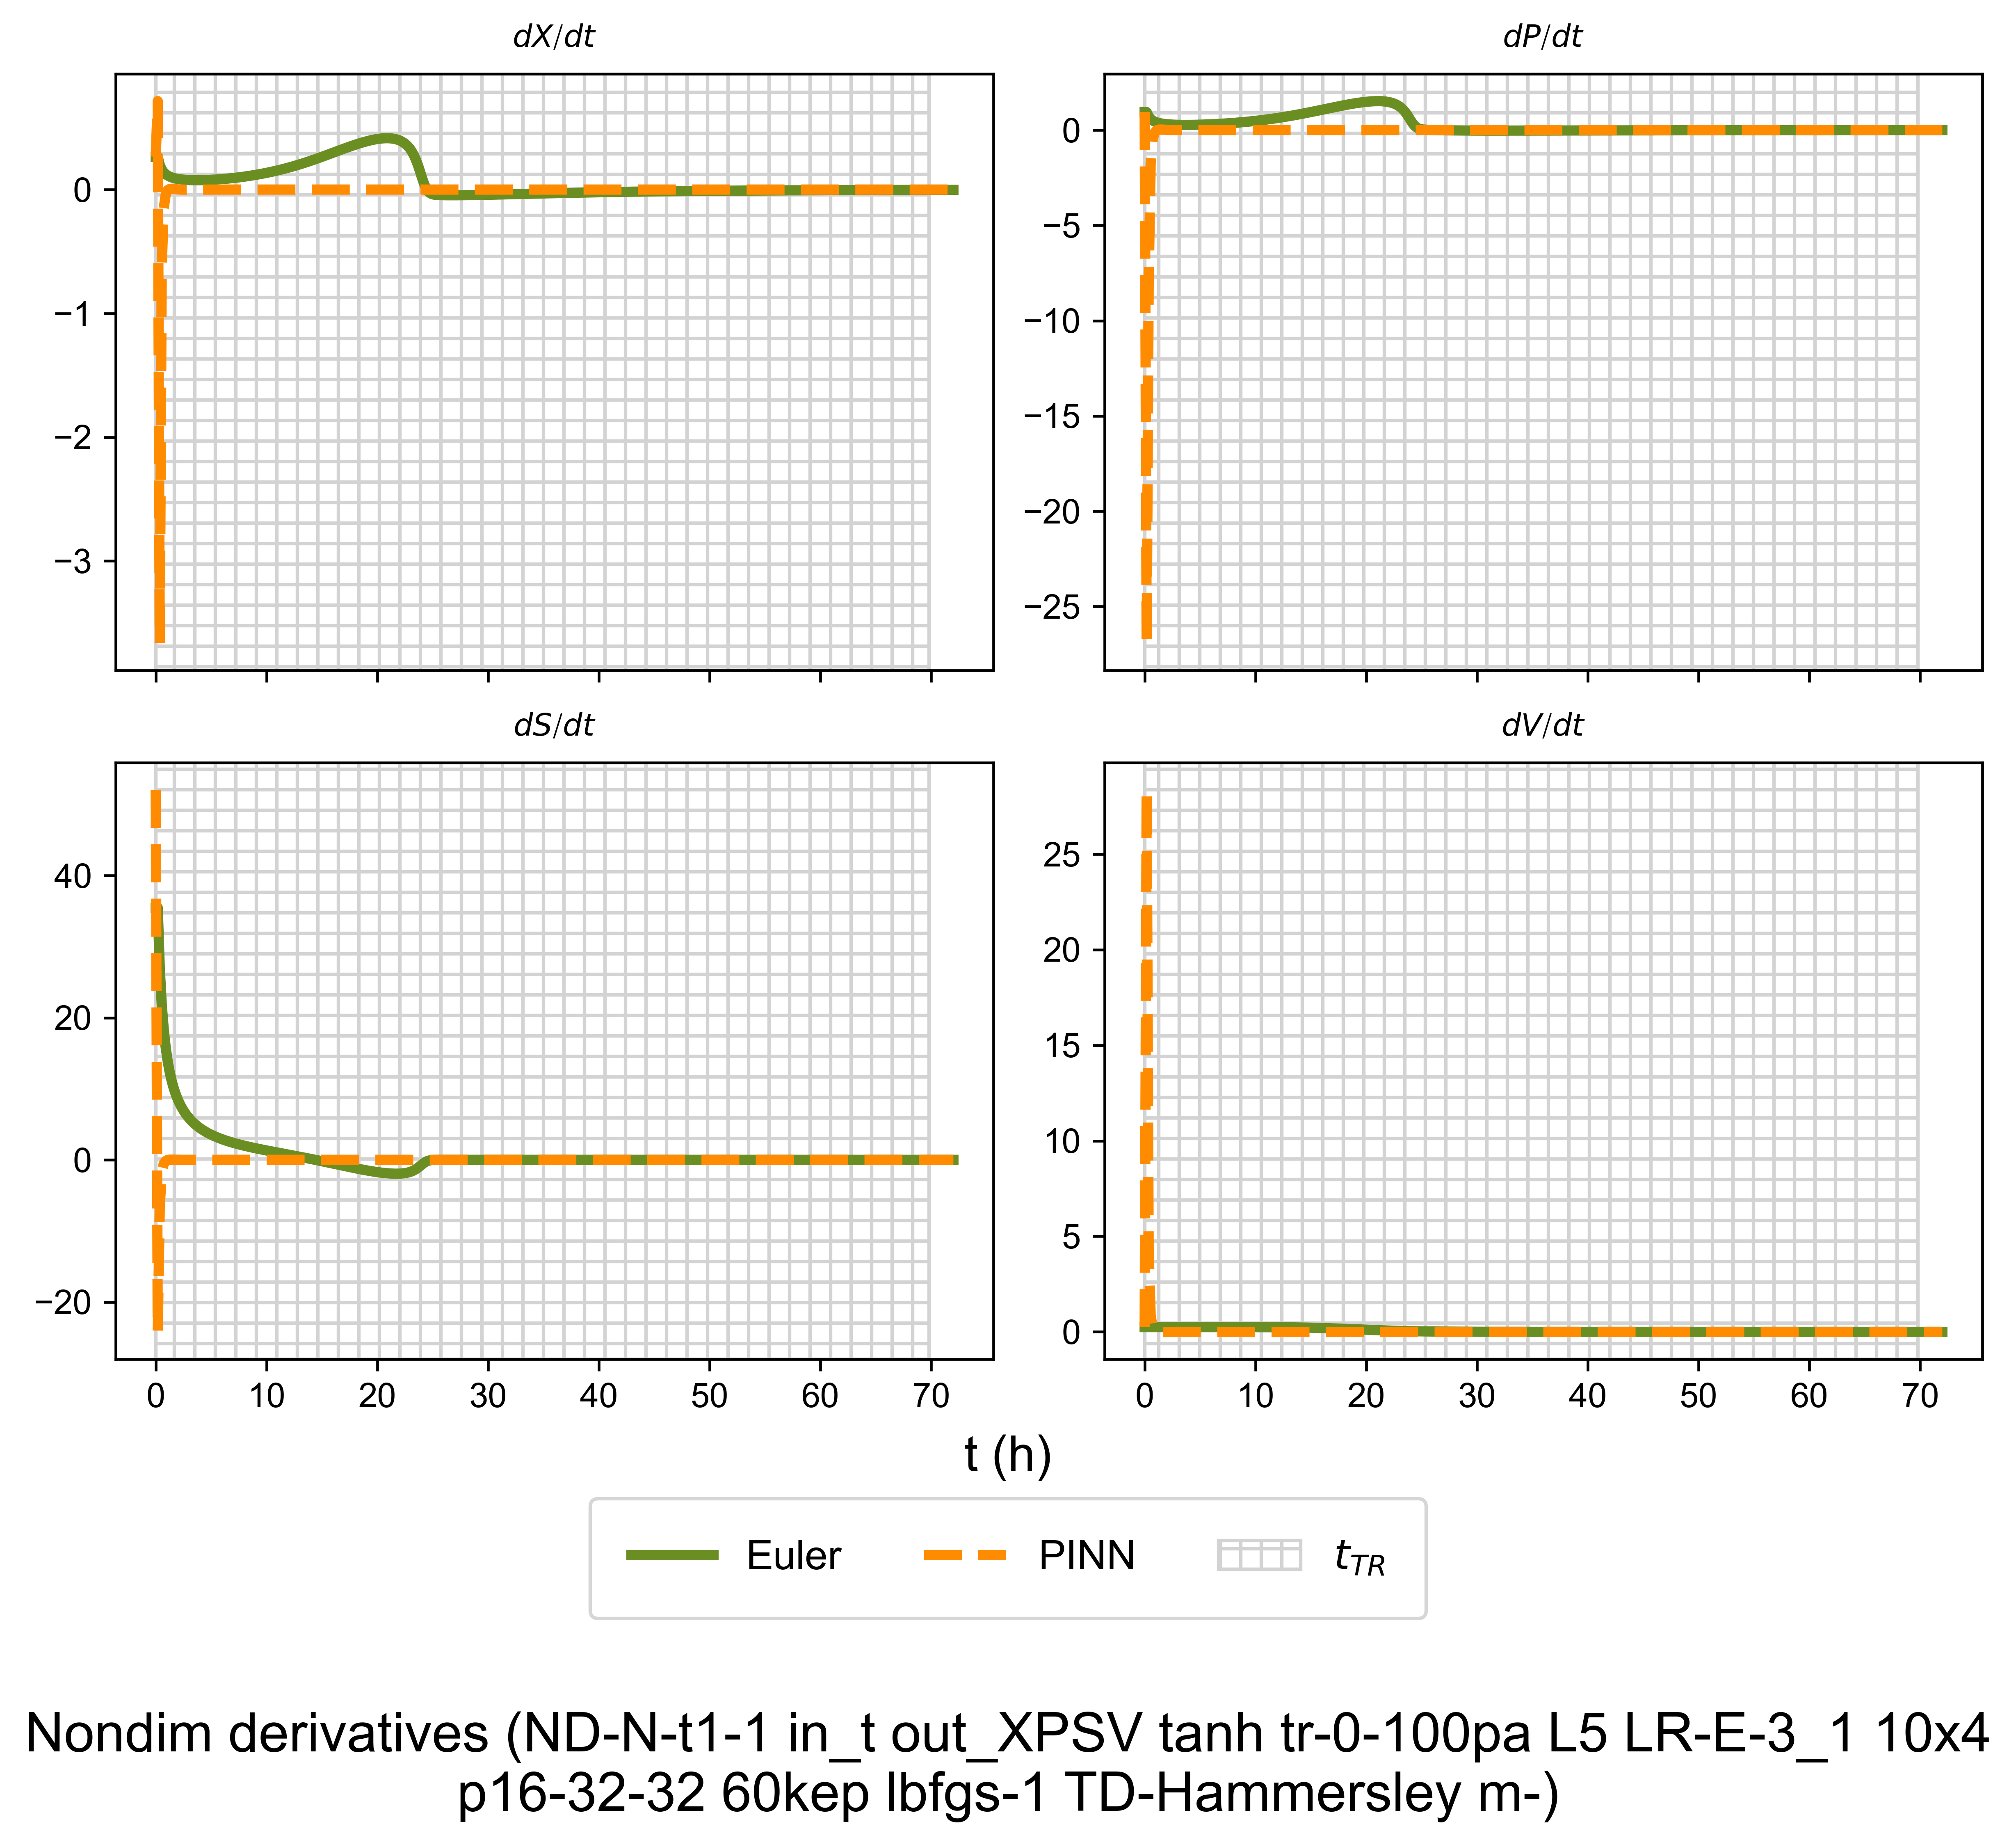 dX/dt
dP/dt
0
−1
−2
−3
0
−5
−10
−15
−20
−25
dS/dt
dV/dt
40
20
0
−20
25
20
15
10
5
0
0 10 20 30 40 50 60 70
0 10 20 30 40 50 60 70
t (h)
Euler PINN t_TR
Nondim derivatives (ND-N-t1-1 in_t out_XPSV tanh tr-0-100pa L5 LR-E-3_1 10x4
p16-32-32 60kep lbfgs-1 TD-Hammersley m-)